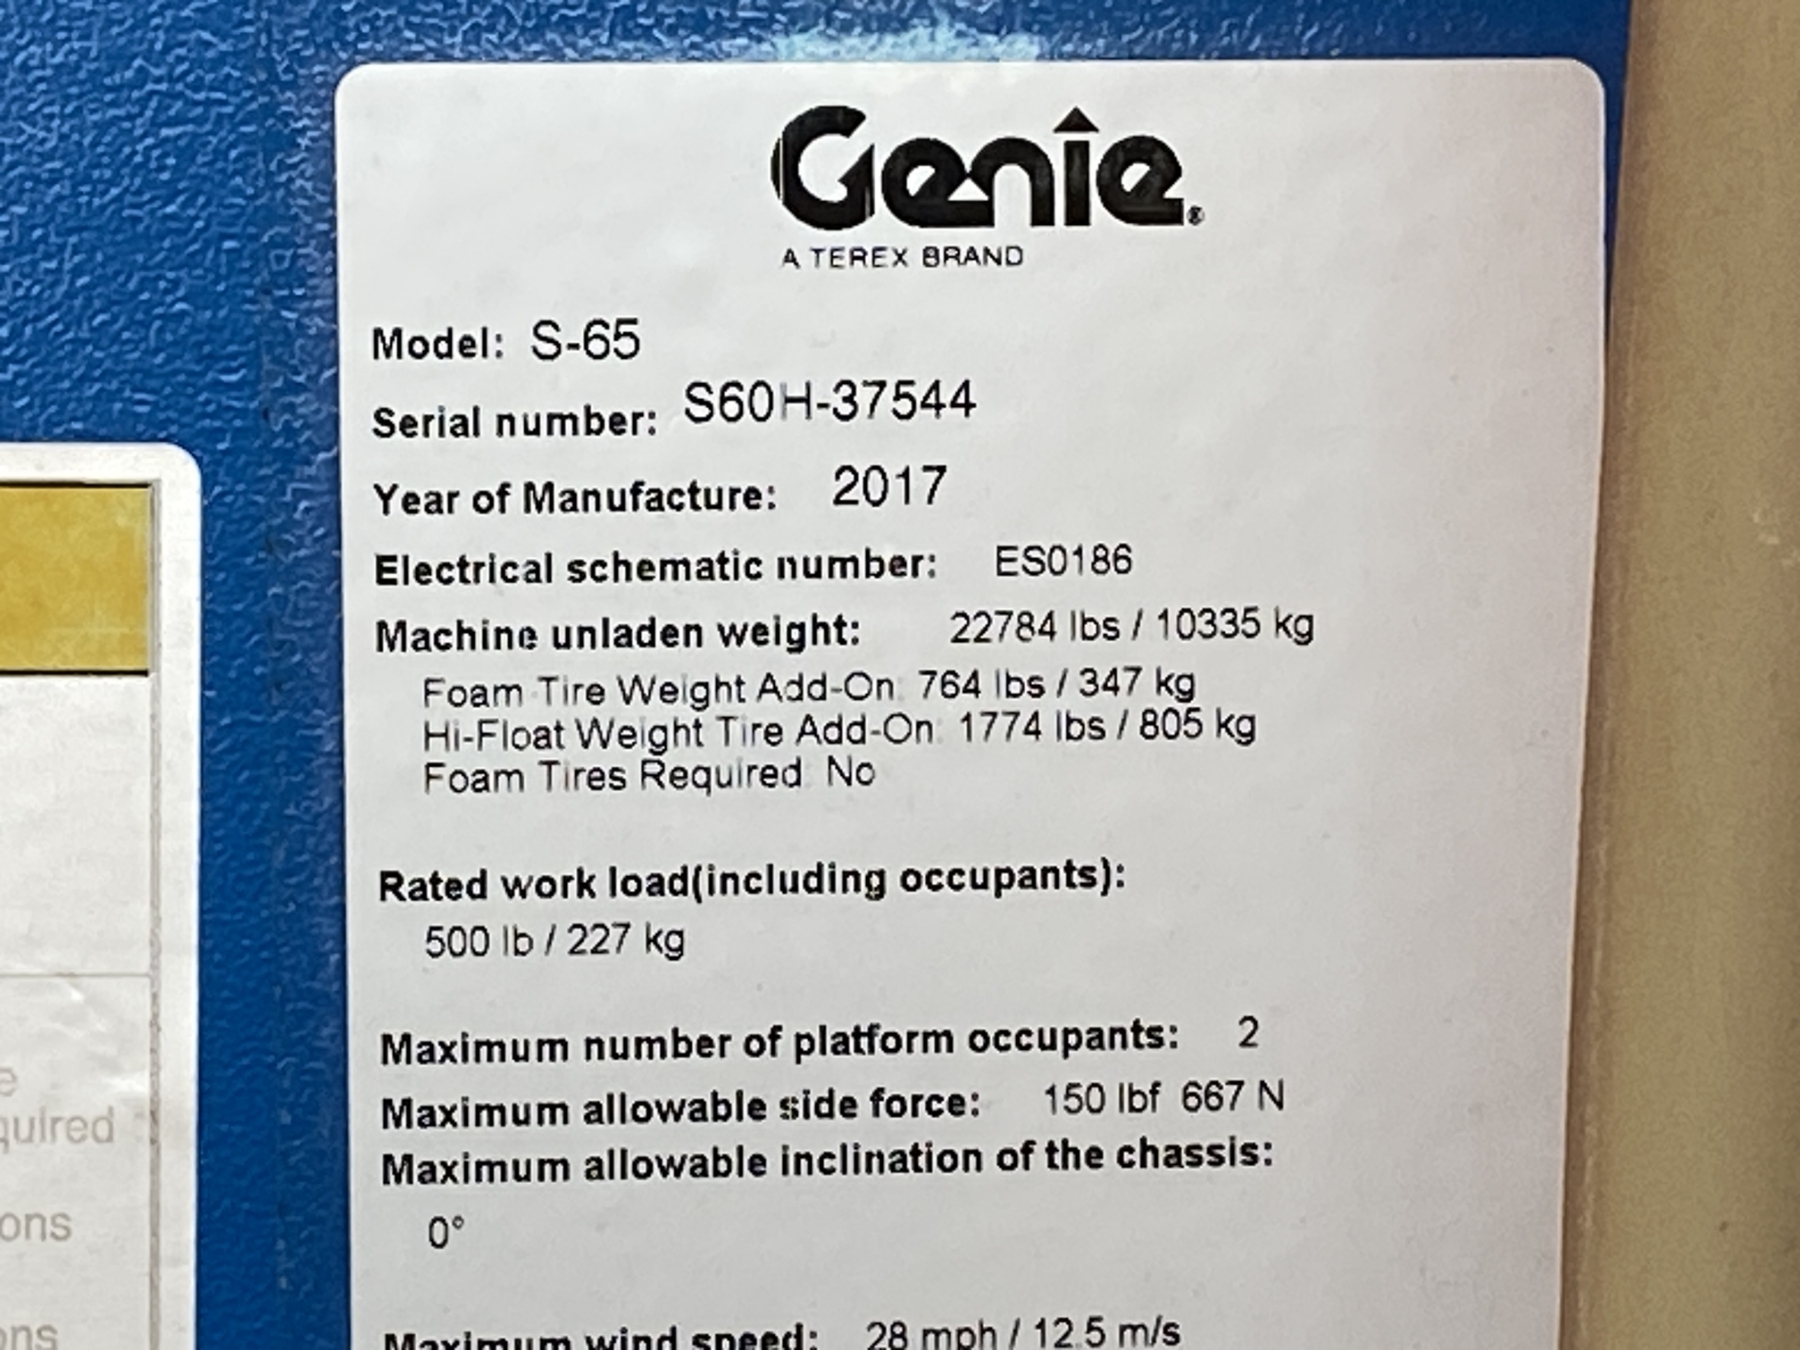 Genie®
A TEREX BRAND
Model: S-65
Serial number: S60H-37544
Year of Manufacture: 2017
Electrical schematic number: ES0186
Machine unladen weight: 22784 lbs / 10335 kg
Foam Tire Weight Add-On: 764 lbs / 347 kg
Hi-Float Weight Tire Add-On: 1774 lbs / 805 kg
Foam Tires Required: No
Rated work load(including occupants):
500 lb / 227 kg
Maximum number of platform occupants: 2
Maximum allowable side force: 150 lbf 667 N
Maximum allowable inclination of the chassis:
0°
Maximum wind speed: 28 mph / 12.5 m/s